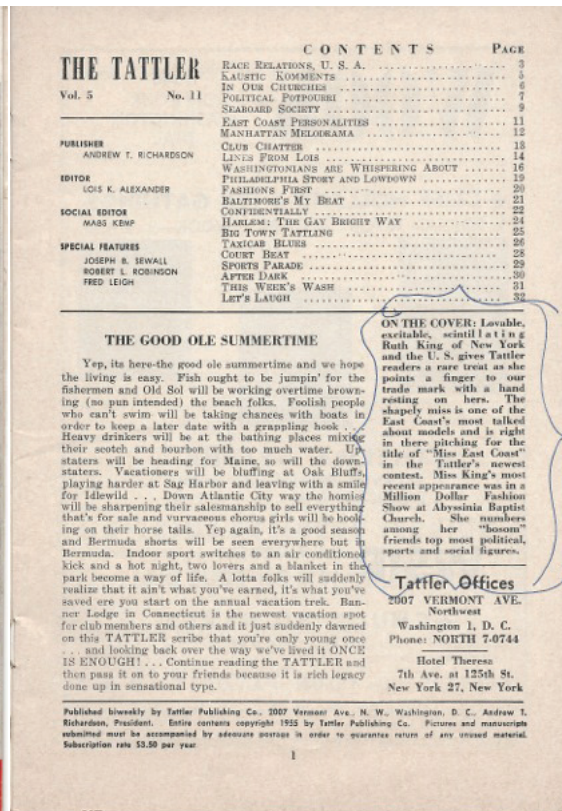 CONTENTS PAGE
THE TATTLER
Vol. 5 No. 11
PUBLISHER
ANDREW T. RICHARDSON
EDITOR
LOIS K. ALEXANDER
SOCIAL EDITOR
MABS KEMP
SPECIAL FEATURES
JOSEPH B. SEWALL
ROBERT L. ROBINSON
FRED LEIGH
RACE RELATIONS, U. S. A. 3
KAUSTIC KOMMENTS 5
IN OUR CHURCHES 6
POLITICAL POTPOURRI 7
SEABOARD SOCIETY 9
EAST COAST PERSONALITIES 11
MANHATTAN MELODRAMA 12
CLUB CHATTER 13
LINES FROM LOIS 14
WASHINGTONIANS ARE WHISPERING ABOUT 16
PHILADELPHIA STORY AND LOWDOWN 19
FASHIONS FIRST 20
BALTIMORE'S MY BEAT 21
CONFIDENTIALLY 22
HARLEM: THE GAY BRIGHT WAY 24
BIG TOWN TATTLING 25
TAXICAB BLUES 26
COURT BEAT 28
SPORTS PARADE 29
AFTER DARK 30
THIS WEEK'S WASH 31
LET'S LAUGH 32
THE GOOD OLE SUMMERTIME
Yep, its here-the good ole summertime and we hope
the living is easy. Fish ought to be jumpin' for the
fishermen and Old Sol will be working overtime brown-
ing (no pun intended) the beach folks. Foolish people
who can't swim will be taking chances with boats in
order to keep a later date with a grappling hook . . .
Heavy drinkers will be at the bathing places mixing
their scotch and bourbon with too much water. Up-
staters will be heading for Maine, so will the down-
staters. Vacationers will be bluffing at Oak Bluffs,
playing harder at Sag Harbor and leaving with a smile
for Idlewild . . . Down Atlantic City way the homies
will be sharpening their salesmanship to sell everything
that's for sale and vurvaceous chorus girls will be hook-
ing on their horse talls. Yep again, it's a good season
and Bermuda shorts will be seen everywhere but in
Bermuda. Indoor sport switches to an air conditioned
kick and a hot night, two lovers and a blanket in the
park become a way of life. A lotta folks will suddenly
realize that it ain't what you've earned, it's what you've
saved ere you start on the annual vacation trek. Ban-
ner Lodge in Connecticut is the newest vacation spot
for club members and others and it just suddenly dawned
on this TATTLER scribe that you're only young once
. . . and looking back over the way we've lived it ONCE
IS ENOUGH! . . . Continue reading the TATTLER and
then pass it on to your friends because it is rich legacy
done up in sensational type.
ON THE COVER: Lovable,
excitable, scintillating
Ruth King of New York
and the U. S. gives Tattler
readers a rare treat as she
points a finger to our
trade mark with a hand
resting on hers. The
shapely miss is one of the
East Coast's most talked
about models and is right
in there pitching for the
title of "Miss East Coast"
in the Tattler's newest
contest. Miss King's most
recent appearance was in a
Million Dollar Fashion
Show at Abyssinia Baptist
Church. She numbers
among her "bosom"
friends top most political,
sports and social figures.
Tattler Offices
2007 VERMONT AVE.
Northwest
Washington 1, D. C.
Phone: NORTH 7-0744
Hotel Theresa
7th Ave. at 125th St.
New York 27, New York
Published biweekly by Tattler Publishing Co., 2007 Vermont Ave., N. W., Washington, D. C., Andrew T.
Richardson, President. Entire contents copyright 1955 by Tattler Publishing Co. Pictures and manuscripts
submitted must be accompanied by adequate postage in order to guarantee return of any unused material.
Subscription rate $3.50 per year
1